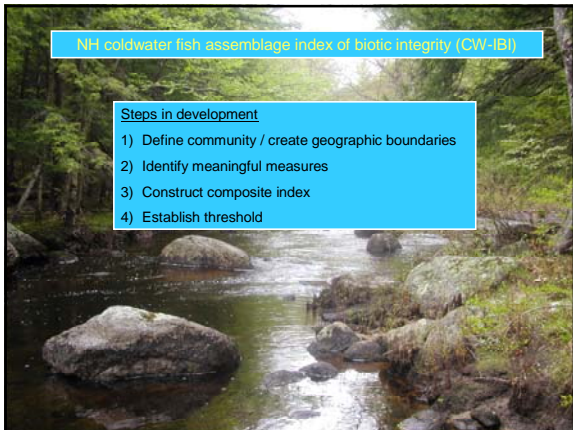 NH coldwater fish assemblage index of biotic integrity (CW-IBI)
Steps in development
1) Define community / create geographic boundaries
2) Identify meaningful measures
3) Construct composite index
4) Establish threshold